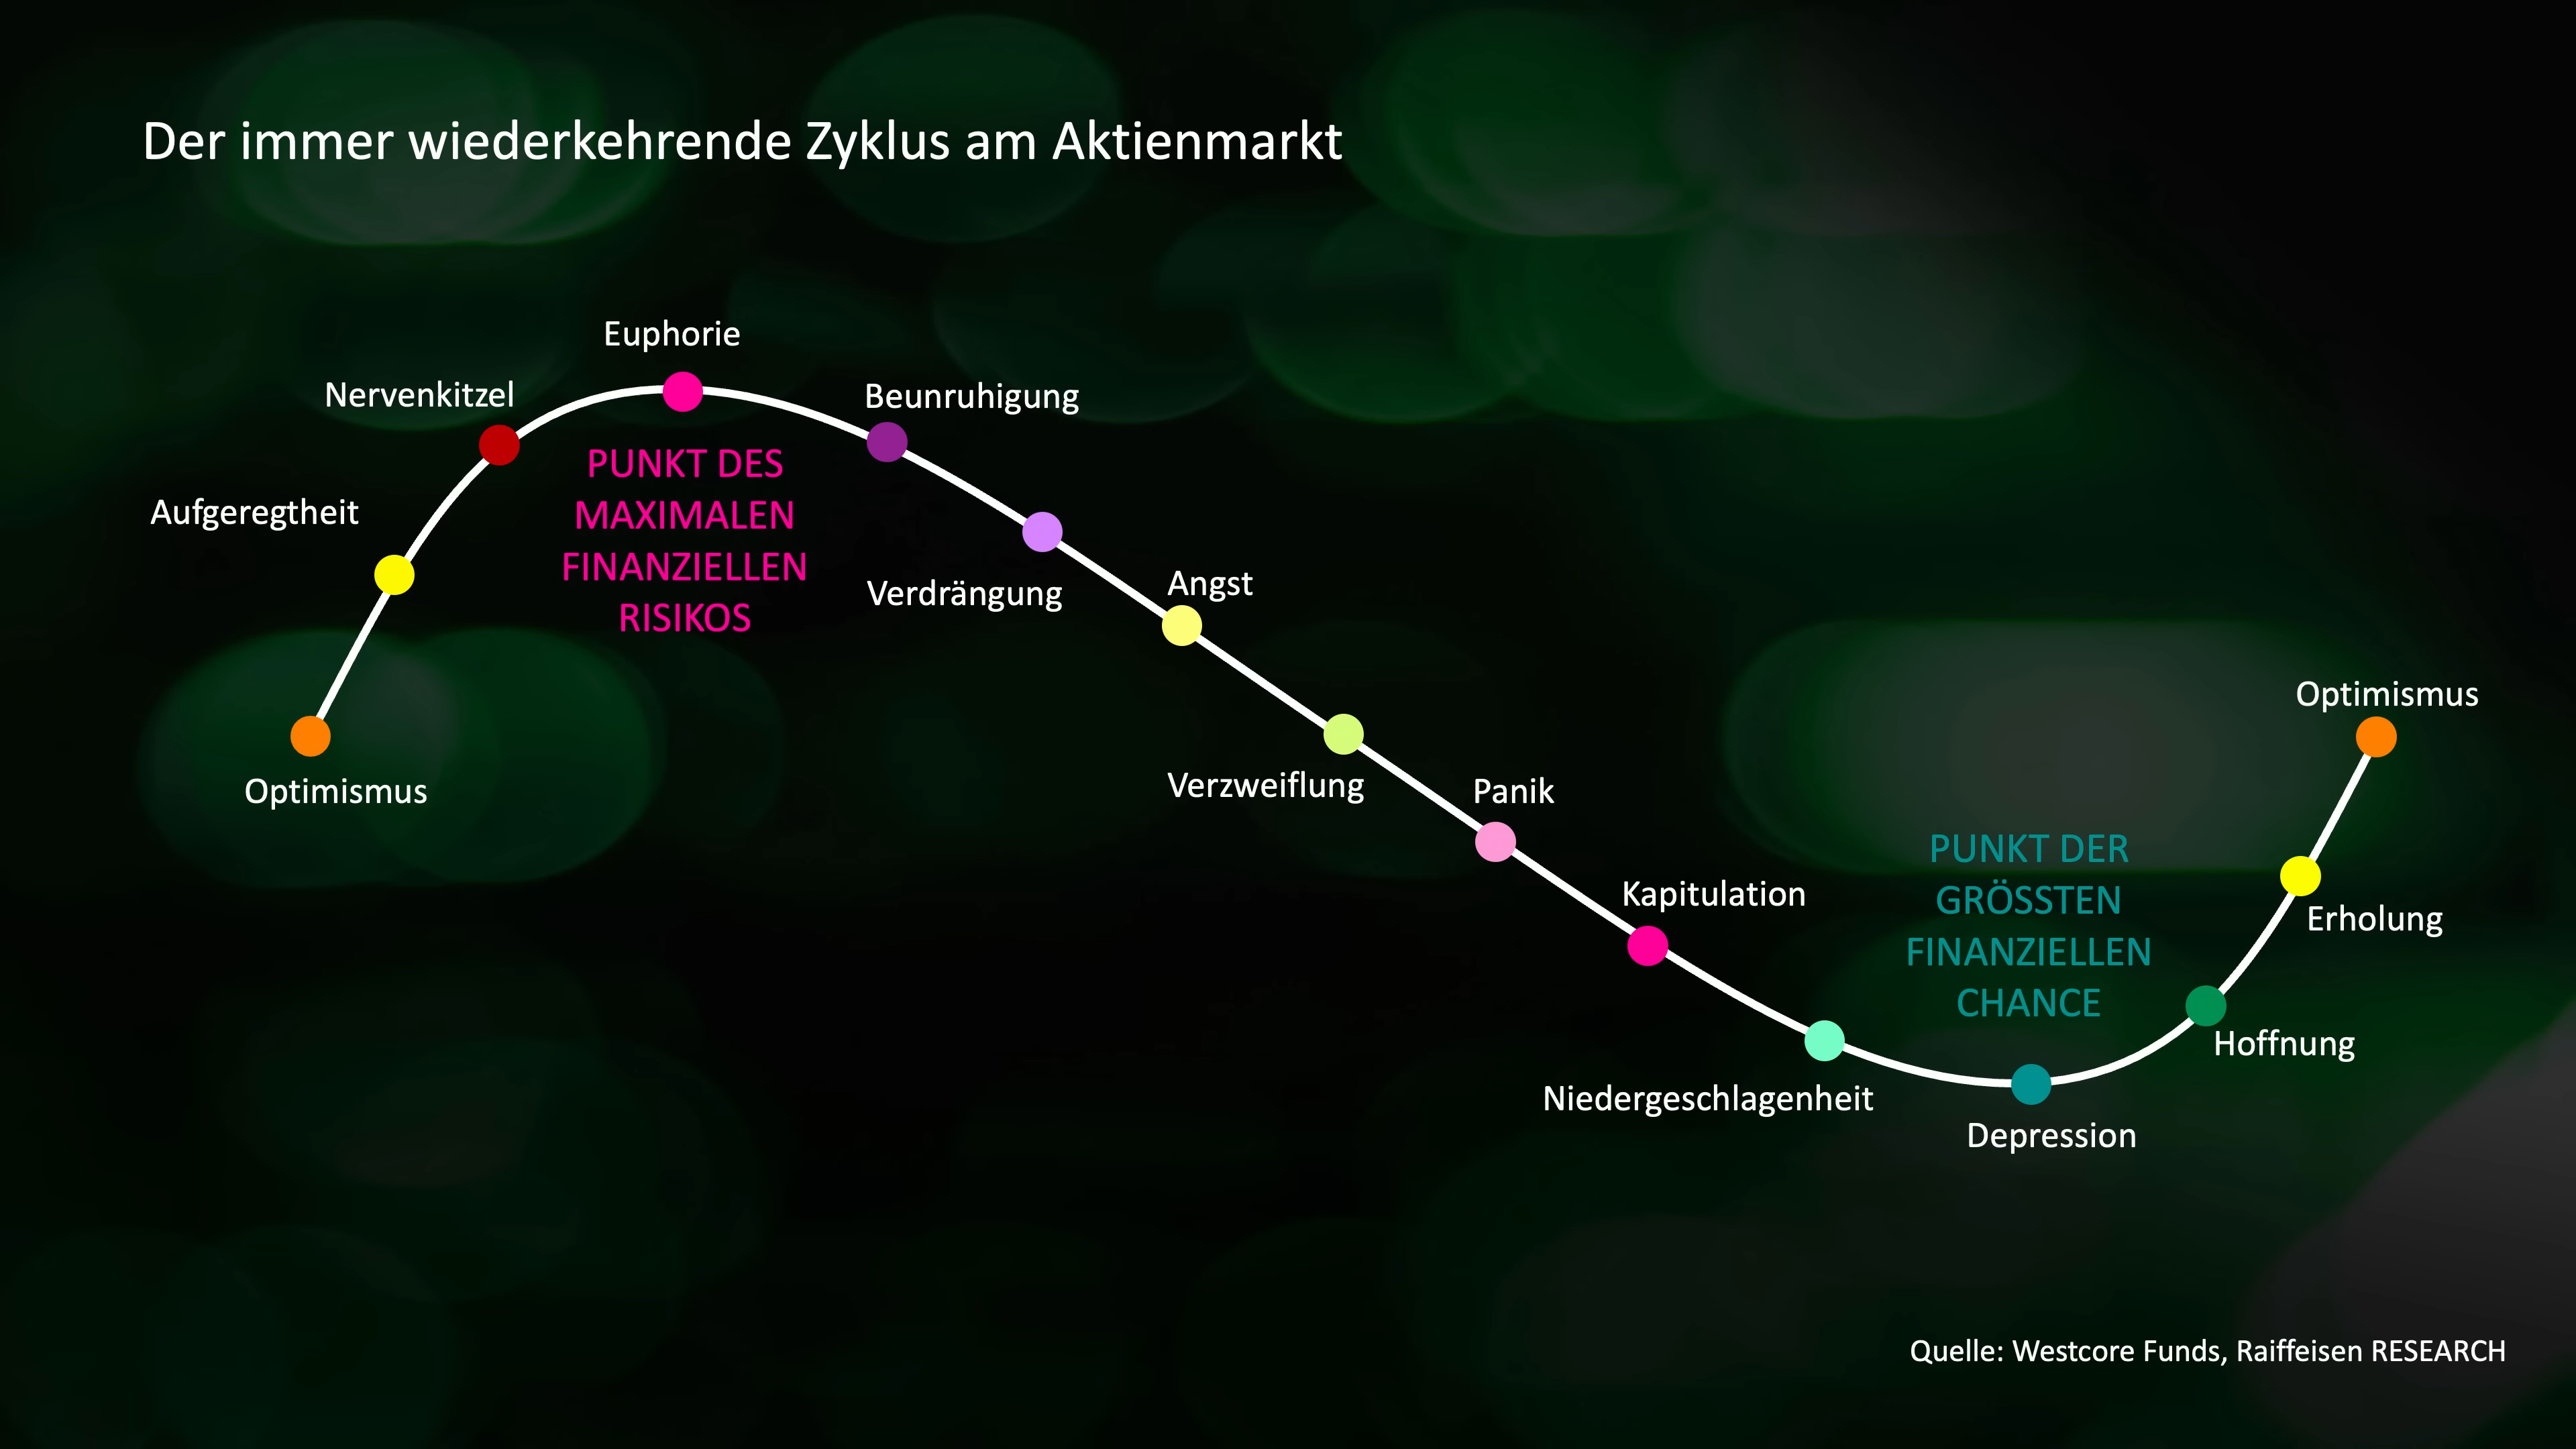 Der immer wiederkehrende Zyklus am Aktienmarkt
Euphorie
Nervenkitzel
Beunruhigung
PUNKT DES
MAXIMALEN
FINANZIELLEN
RISIKOS
Aufgeregtheit
Verdrängung
Angst
Optimismus
Verzweiflung
Panik
Kapitulation
Optimismus
PUNKT DER
GRÖSSTEN
FINANZIELLEN
CHANCE
Erholung
Hoffnung
Niedergeschlagenheit
Depression
Quelle: Westcore Funds, Raiffeisen RESEARCH